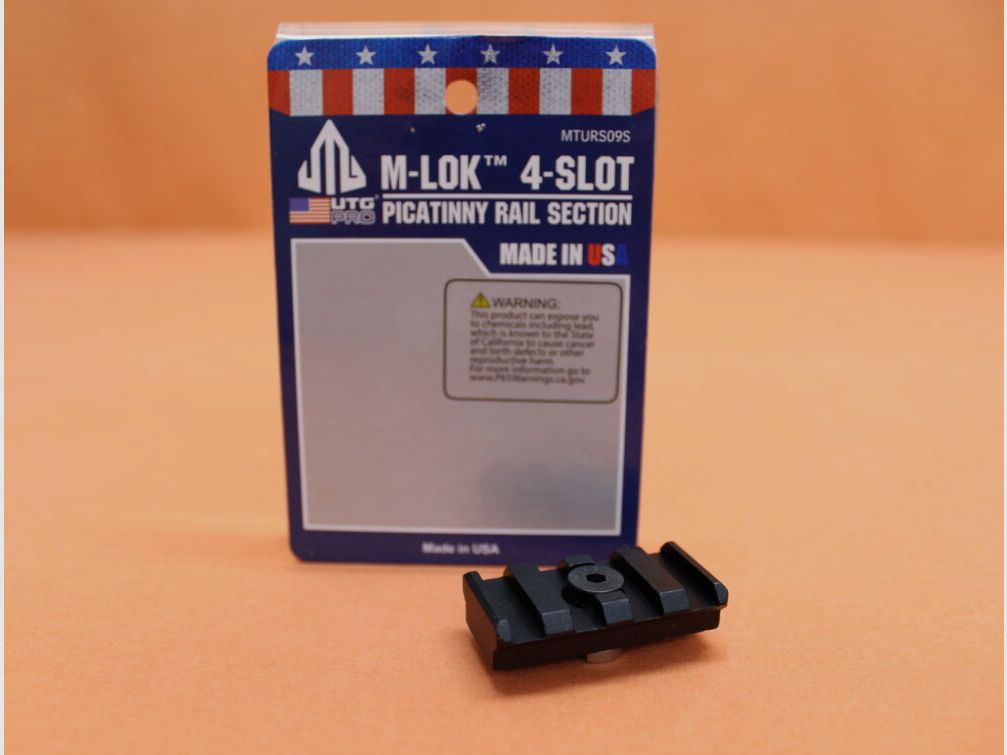 MTURS09S
M-LOK™ 4-SLOT
UTG
PRO
PICATINNY RAIL SECTION
MADE IN USA
WARNING:
This product can expose you
to chemicals including lead,
which is known to the State
of California to cause cancer
and birth defects or other
reproductive harm.
For more information go to
www.P65Warnings.ca.gov
Made in USA